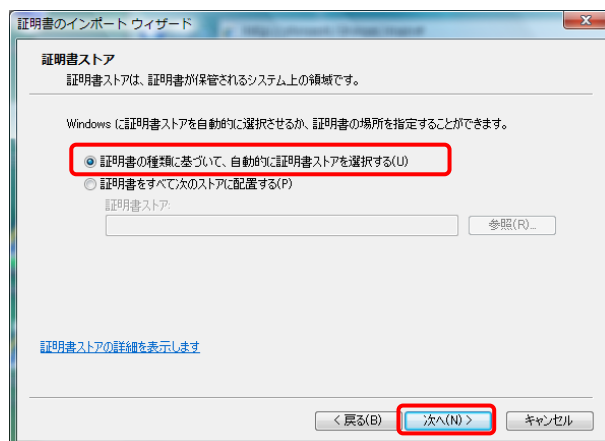 証明書のインポート ウィザード
証明書ストア
証明書ストアは、証明書が保管されるシステム上の領域です。
Windows に証明書ストアを自動的に選択させるか、証明書の場所を指定することができます。
証明書の種類に基づいて、自動的に証明書ストアを選択する(U)
証明書をすべて次のストアに配置する(P)
証明書ストア:
参照(R)...
証明書ストアの詳細を表示します
< 戻る(B)
次へ(N) >
キャンセル